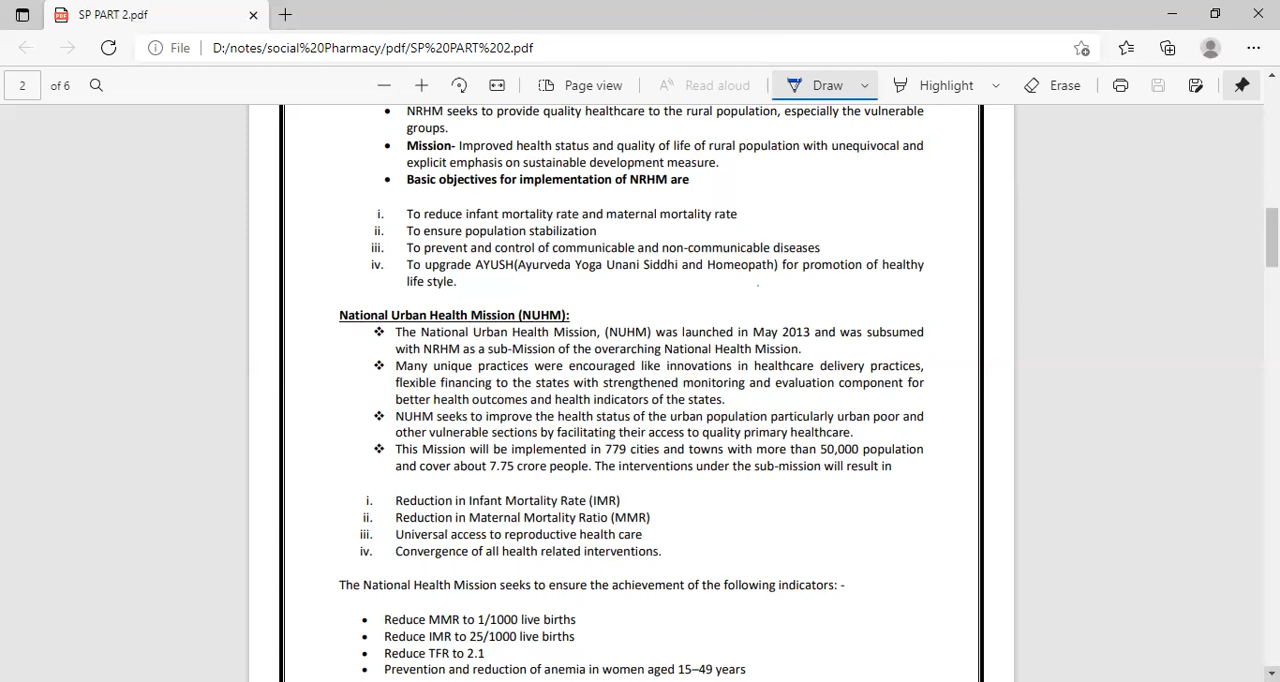 SP PART 2.pdf
File D:/notes/social%20Pharmacy/pdf/SP%20PART%202.pdf
2 of 6 Page view Read aloud Draw Highlight Erase
• NRHM seeks to provide quality healthcare to the rural population, especially the vulnerable
groups.
• Mission- Improved health status and quality of life of rural population with unequivocal and
explicit emphasis on sustainable development measure.
• Basic objectives for implementation of NRHM are
i. To reduce infant mortality rate and maternal mortality rate
ii. To ensure population stabilization
iii. To prevent and control of communicable and non-communicable diseases
iv. To upgrade AYUSH(Ayurveda Yoga Unani Siddhi and Homeopath) for promotion of healthy
life style.
National Urban Health Mission (NUHM):
❖ The National Urban Health Mission, (NUHM) was launched in May 2013 and was subsumed
with NRHM as a sub-Mission of the overarching National Health Mission.
❖ Many unique practices were encouraged like innovations in healthcare delivery practices,
flexible financing to the states with strengthened monitoring and evaluation component for
better health outcomes and health indicators of the states.
❖ NUHM seeks to improve the health status of the urban population particularly urban poor and
other vulnerable sections by facilitating their access to quality primary healthcare.
❖ This Mission will be implemented in 779 cities and towns with more than 50,000 population
and cover about 7.75 crore people. The interventions under the sub-mission will result in
i. Reduction in Infant Mortality Rate (IMR)
ii. Reduction in Maternal Mortality Ratio (MMR)
iii. Universal access to reproductive health care
iv. Convergence of all health related interventions.
The National Health Mission seeks to ensure the achievement of the following indicators: -
• Reduce MMR to 1/1000 live births
• Reduce IMR to 25/1000 live births
• Reduce TFR to 2.1
• Prevention and reduction of anemia in women aged 15–49 years